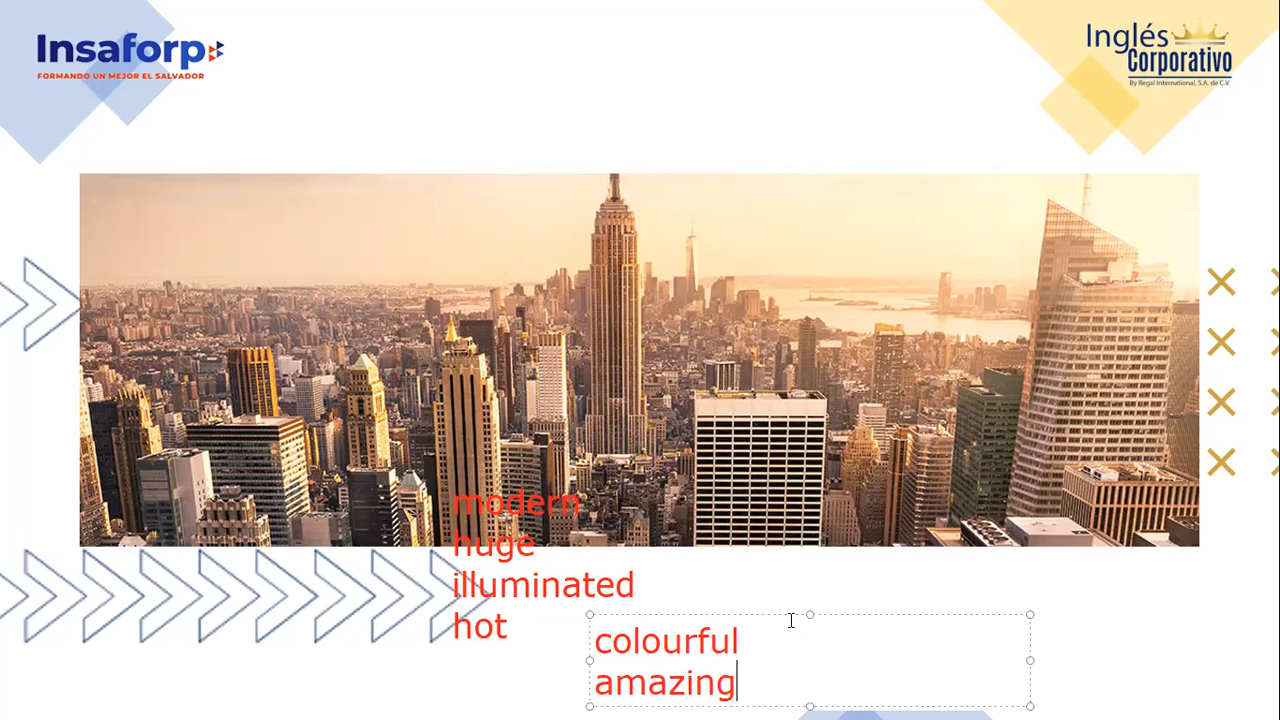 Insaforp
FORMANDO UN MEJOR EL SALVADOR
Inglés
Corporativo
By Regal International, S.A. de C.V.
modern
huge
illuminated
hot
colourful
amazing